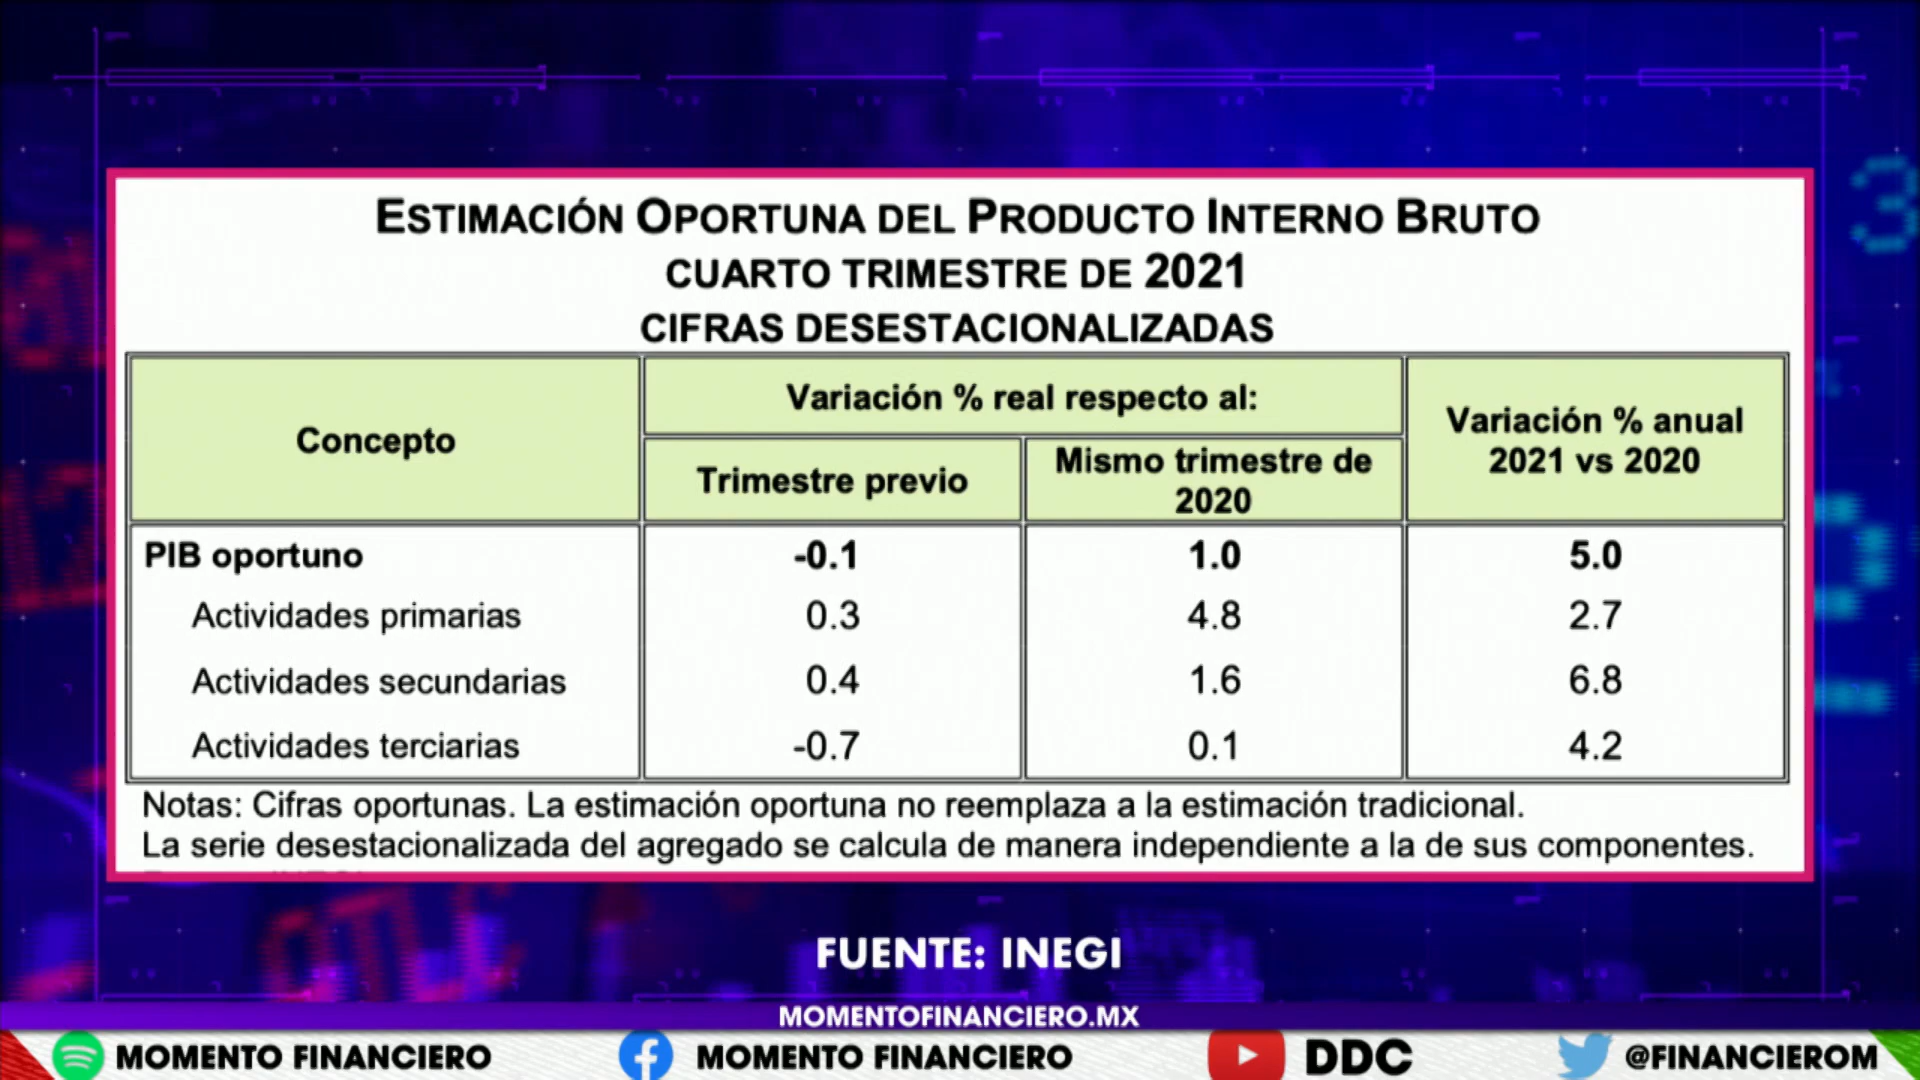 ESTIMACIÓN OPORTUNA DEL PRODUCTO INTERNO BRUTO
CUARTO TRIMESTRE DE 2021
CIFRAS DESESTACIONALIZADAS
Concepto
Variación % real respecto al:
Variación % anual
2021 vs 2020
Trimestre previo
Mismo trimestre de
2020
PIB oportuno -0.1 1.0 5.0
Actividades primarias 0.3 4.8 2.7
Actividades secundarias 0.4 1.6 6.8
Actividades terciarias -0.7 0.1 4.2
Notas: Cifras oportunas. La estimación oportuna no reemplaza a la estimación tradicional.
La serie desestacionalizada del agregado se calcula de manera independiente a la de sus componentes.
FUENTE: INEGI
MOMENTOFINANCIERO.MX
MOMENTO FINANCIERO MOMENTO FINANCIERO DDC @FINANCIEROM